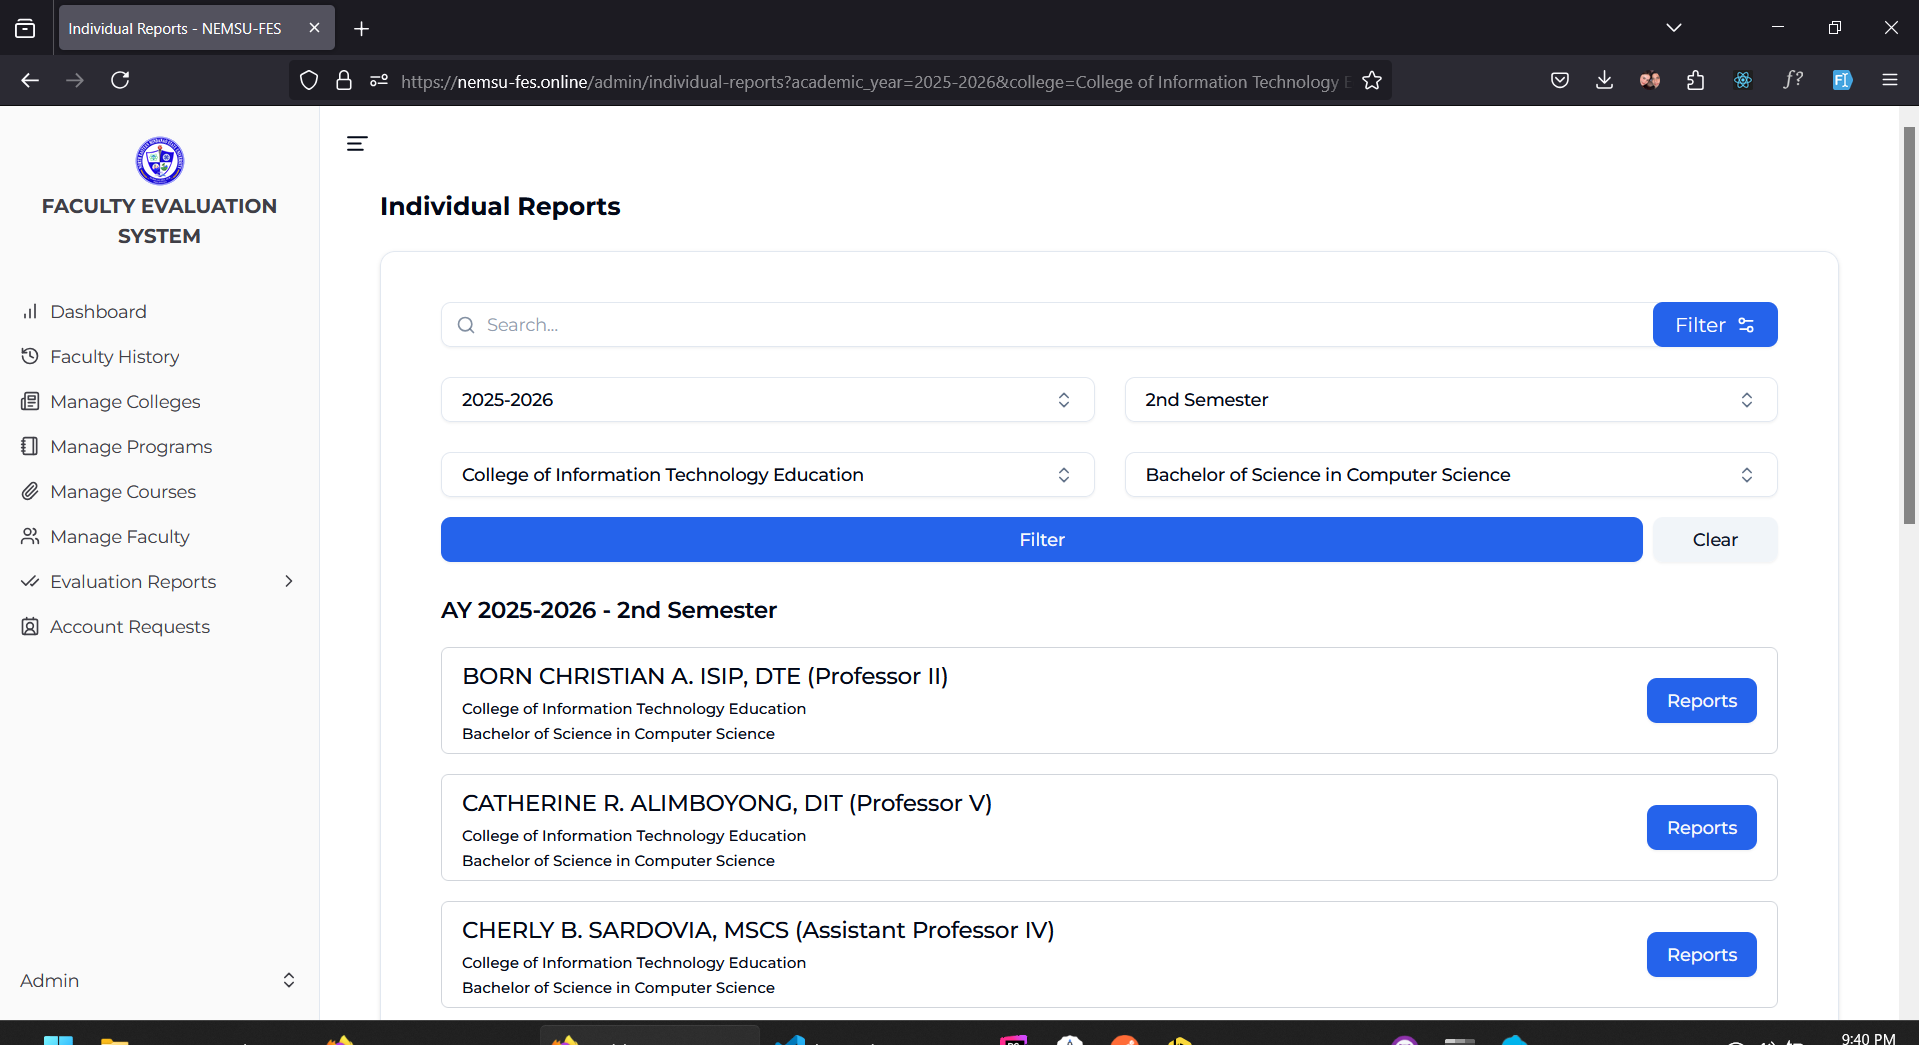 Individual Reports - NEMSU-FES
https://nemsu-fes.online/admin/individual-reports?academic_year=2025-2026&college=College of Information Technology
FACULTY EVALUATION
SYSTEM
Dashboard
Faculty History
Manage Colleges
Manage Programs
Manage Courses
Manage Faculty
Evaluation Reports
Account Requests
Admin
Individual Reports
Search...
Filter
2025-2026
2nd Semester
College of Information Technology Education
Bachelor of Science in Computer Science
Filter
Clear
AY 2025-2026 - 2nd Semester
BORN CHRISTIAN A. ISIP, DTE (Professor II)
College of Information Technology Education
Bachelor of Science in Computer Science
Reports
CATHERINE R. ALIMBOYONG, DIT (Professor V)
College of Information Technology Education
Bachelor of Science in Computer Science
Reports
CHERLY B. SARDOVIA, MSCS (Assistant Professor IV)
College of Information Technology Education
Bachelor of Science in Computer Science
Reports
9:40 PM